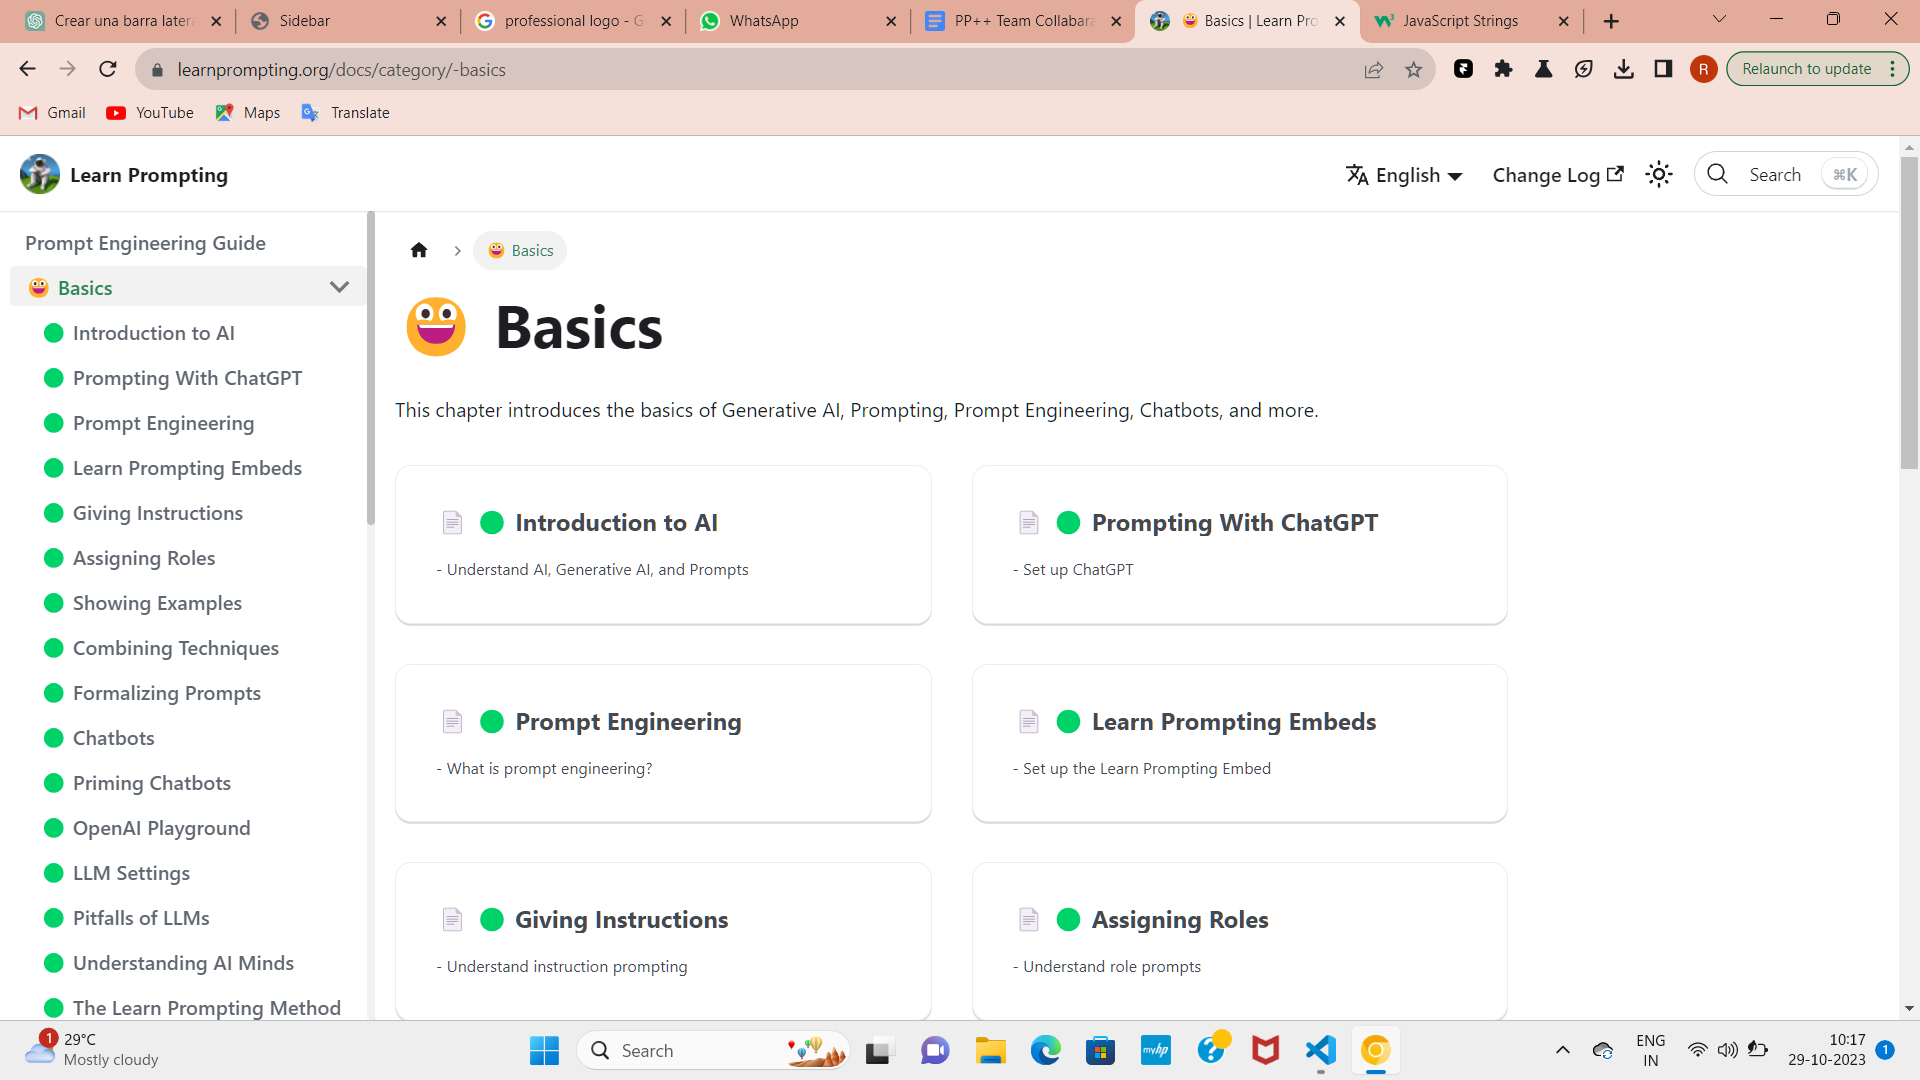 Crear una barra latera
Sidebar
professional logo - G
WhatsApp
PP++ Team Collabara
Basics | Learn Pro
JavaScript Strings
learnprompting.org/docs/category/-basics
R
Relaunch to update
Gmail
YouTube
Maps
Translate
Learn Prompting
English
Change Log
Search
⌘K
Prompt Engineering Guide
Basics
Introduction to AI
Prompting With ChatGPT
Prompt Engineering
Learn Prompting Embeds
Giving Instructions
Assigning Roles
Showing Examples
Combining Techniques
Formalizing Prompts
Chatbots
Priming Chatbots
OpenAI Playground
LLM Settings
Pitfalls of LLMs
Understanding AI Minds
The Learn Prompting Method
Basics
Basics
This chapter introduces the basics of Generative AI, Prompting, Prompt Engineering, Chatbots, and more.
Introduction to AI
- Understand AI, Generative AI, and Prompts
Prompting With ChatGPT
- Set up ChatGPT
Prompt Engineering
- What is prompt engineering?
Learn Prompting Embeds
- Set up the Learn Prompting Embed
Giving Instructions
- Understand instruction prompting
Assigning Roles
- Understand role prompts
1
29°C
Mostly cloudy
Search
myhp
ENG
IN
10:17
29-10-2023
1